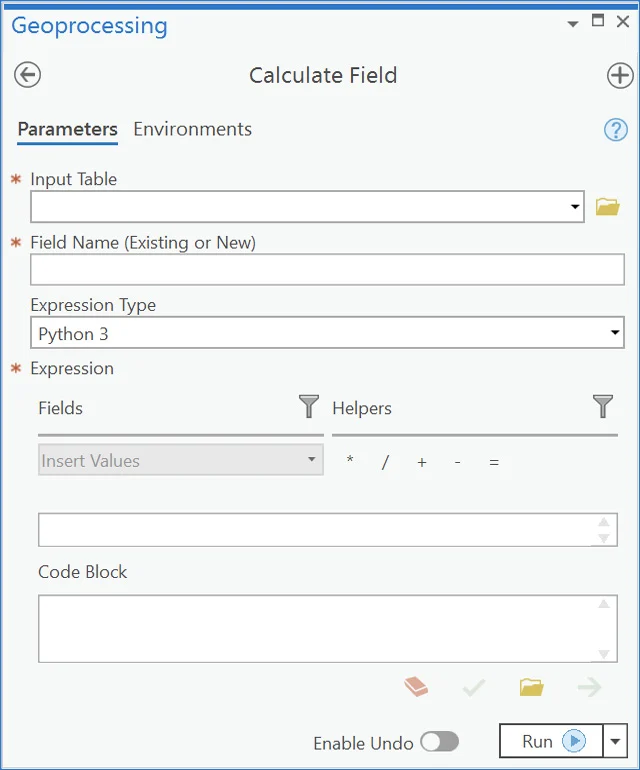 Geoprocessing
Calculate Field
Parameters Environments
?
* Input Table
* Field Name (Existing or New)
Expression Type
Python 3
* Expression
Fields Helpers
Insert Values * / + - =
Code Block
Enable Undo Run